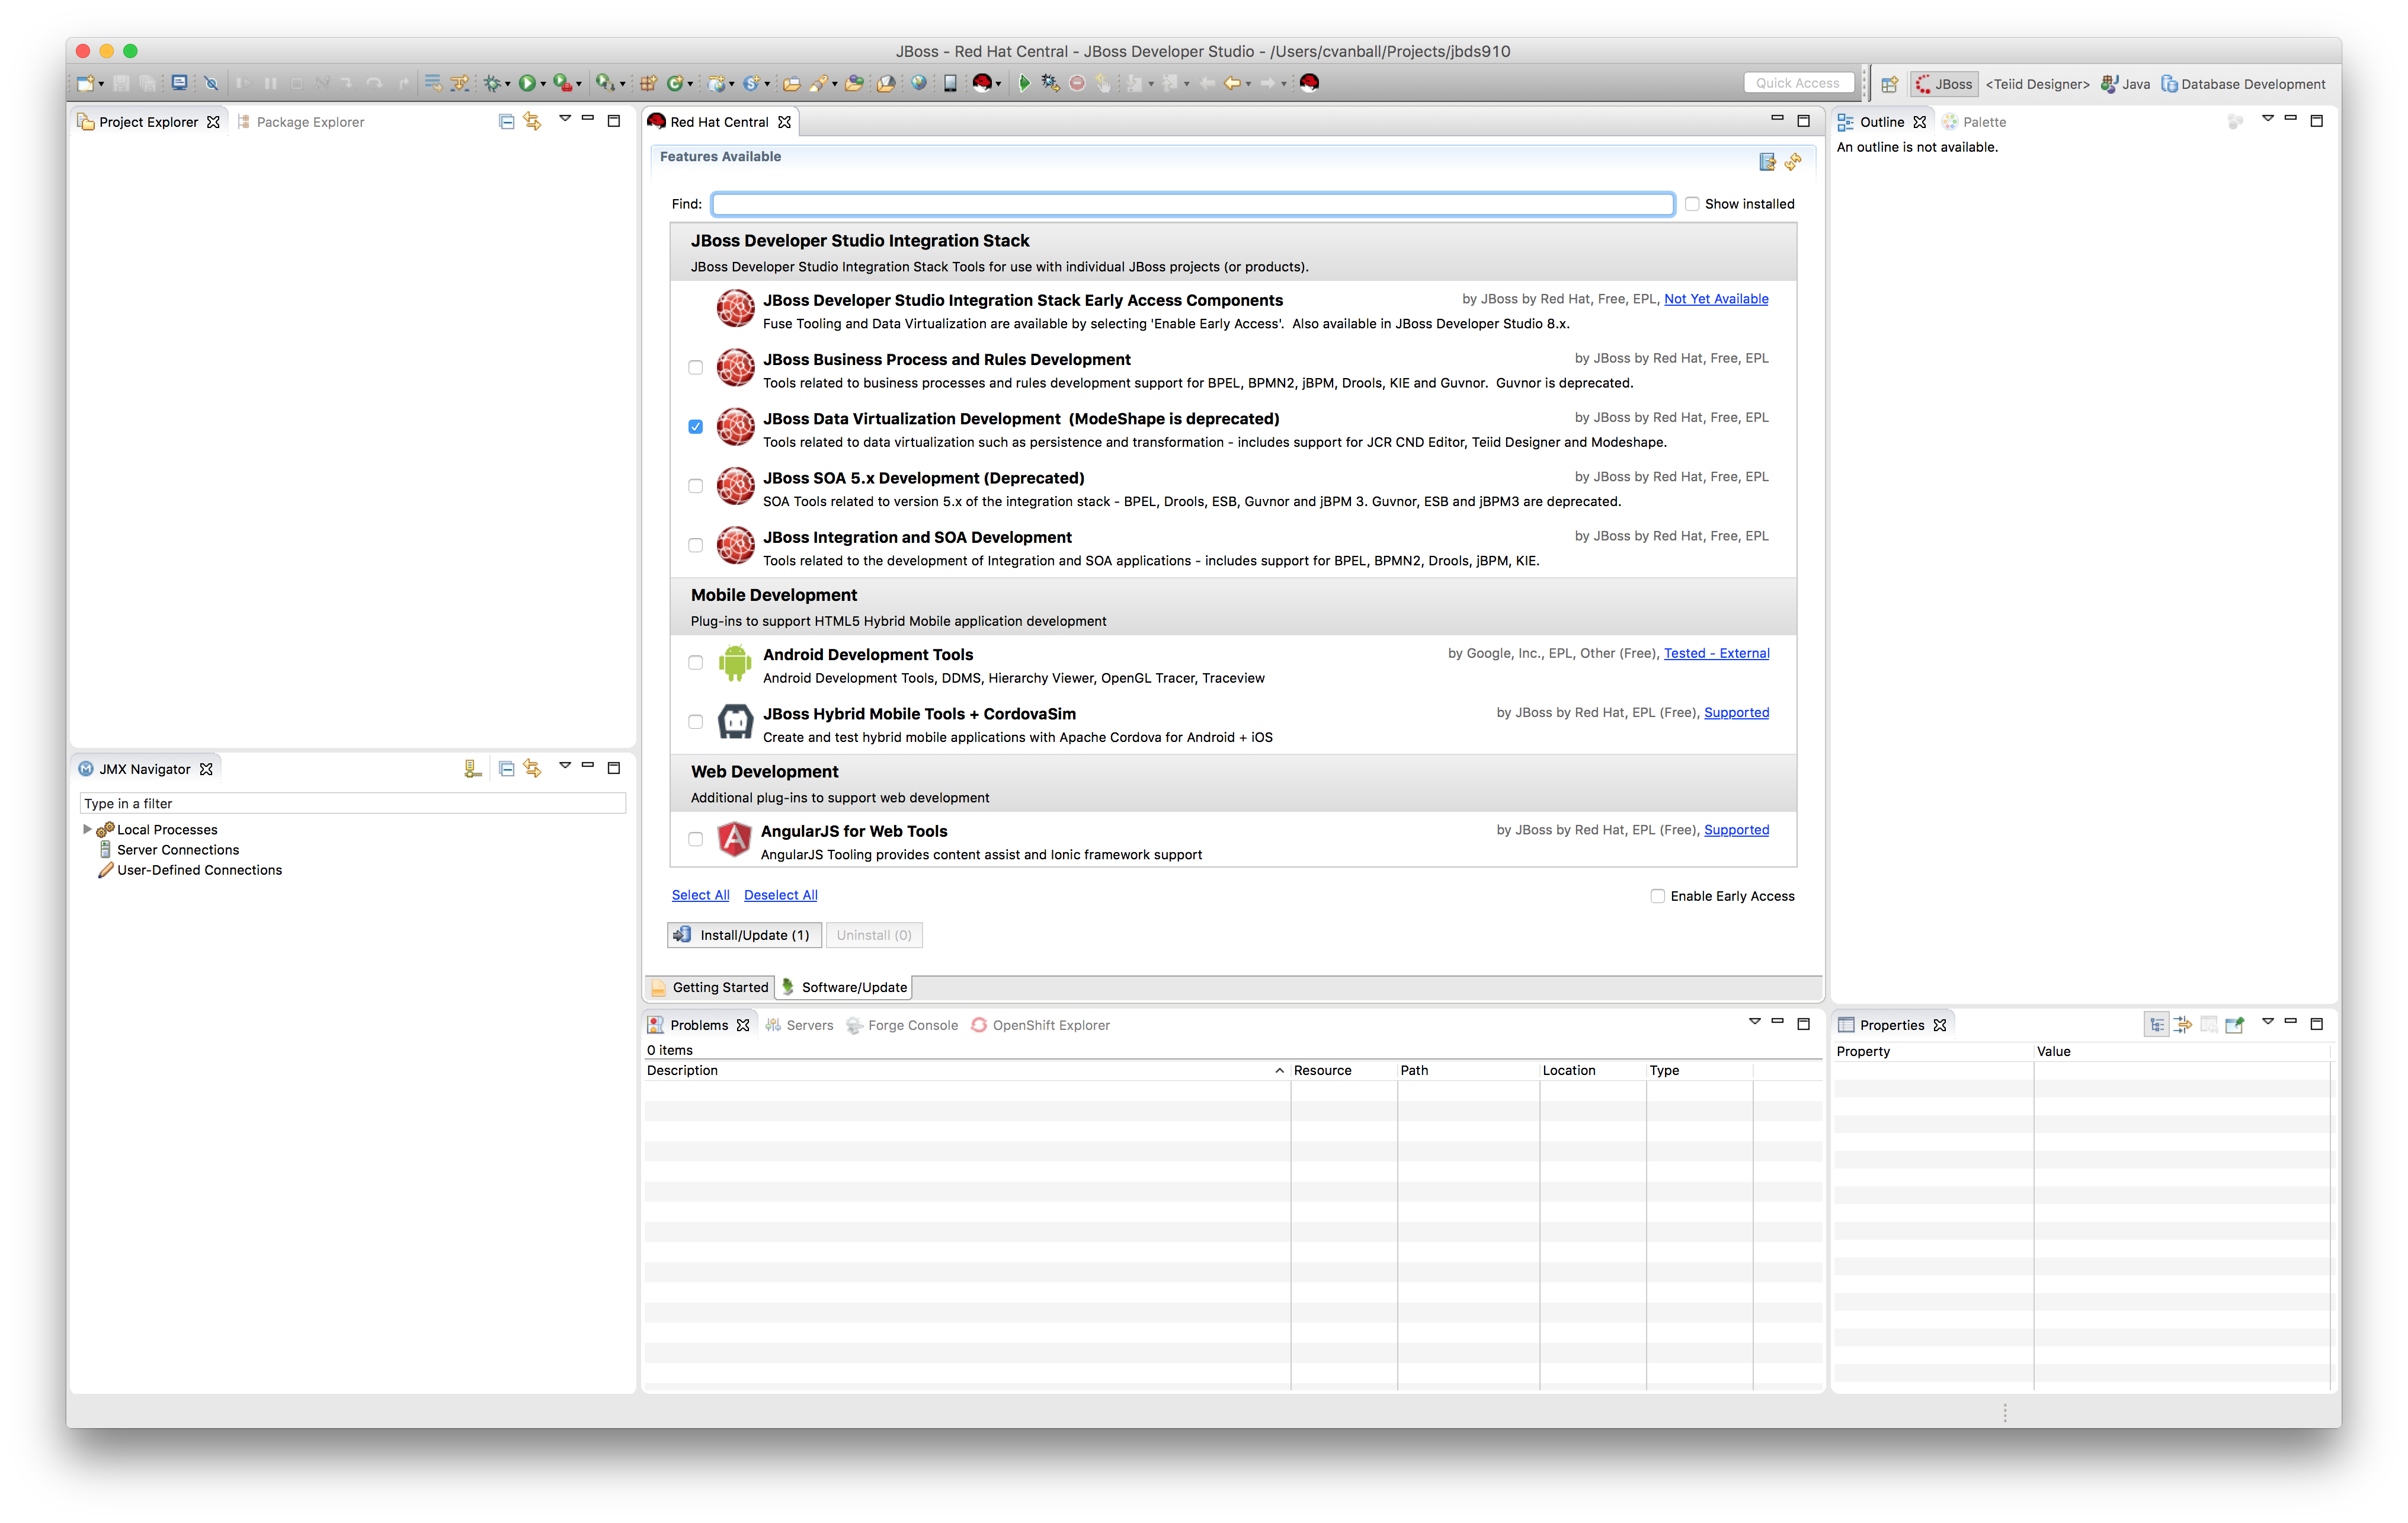 JBoss - Red Hat Central - JBoss Developer Studio - /Users/cvanball/Projects/jbds910
Quick Access
JBoss
<Teiid Designer>
Java
Database Development
Project Explorer
Package Explorer
Red Hat Central
Features Available
Find:
Show installed
JBoss Developer Studio Integration Stack
JBoss Developer Studio Integration Stack Tools for use with individual JBoss projects (or products).
JBoss Developer Studio Integration Stack Early Access Components
by JBoss by Red Hat, Free, EPL, Not Yet Available
Fuse Tooling and Data Virtualization are available by selecting 'Enable Early Access'.  Also available in JBoss Developer Studio 8.x.
JBoss Business Process and Rules Development
by JBoss by Red Hat, Free, EPL
Tools related to business processes and rules development support for BPEL, BPMN2, jBPM, Drools, KIE and Guvnor.  Guvnor is deprecated.
JBoss Data Virtualization Development  (ModeShape is deprecated)
by JBoss by Red Hat, Free, EPL
Tools related to data virtualization such as persistence and transformation - includes support for JCR CND Editor, Teiid Designer and Modeshape.
JBoss SOA 5.x Development (Deprecated)
by JBoss by Red Hat, Free, EPL
SOA Tools related to version 5.x of the integration stack - BPEL, Drools, ESB, Guvnor and jBPM 3. Guvnor, ESB and jBPM3 are deprecated.
JBoss Integration and SOA Development
by JBoss by Red Hat, Free, EPL
Tools related to the development of Integration and SOA applications - includes support for BPEL, BPMN2, Drools, jBPM, KIE.
Mobile Development
Plug-ins to support HTML5 Hybrid Mobile application development
Android Development Tools
by Google, Inc., EPL, Other (Free), Tested - External
Android Development Tools, DDMS, Hierarchy Viewer, OpenGL Tracer, Traceview
JBoss Hybrid Mobile Tools + CordovaSim
by JBoss by Red Hat, EPL (Free), Supported
Create and test hybrid mobile applications with Apache Cordova for Android + iOS
Web Development
Additional plug-ins to support web development
AngularJS for Web Tools
by JBoss by Red Hat, EPL (Free), Supported
AngularJS Tooling provides content assist and Ionic framework support
Select All
Deselect All
Enable Early Access
Install/Update (1)
Uninstall (0)
Getting Started
Software/Update
Outline
Palette
An outline is not available.
JMX Navigator
Type in a filter
Local Processes
Server Connections
User-Defined Connections
Problems
Servers
Forge Console
OpenShift Explorer
0 items
Description
Resource
Path
Location
Type
Properties
Property
Value